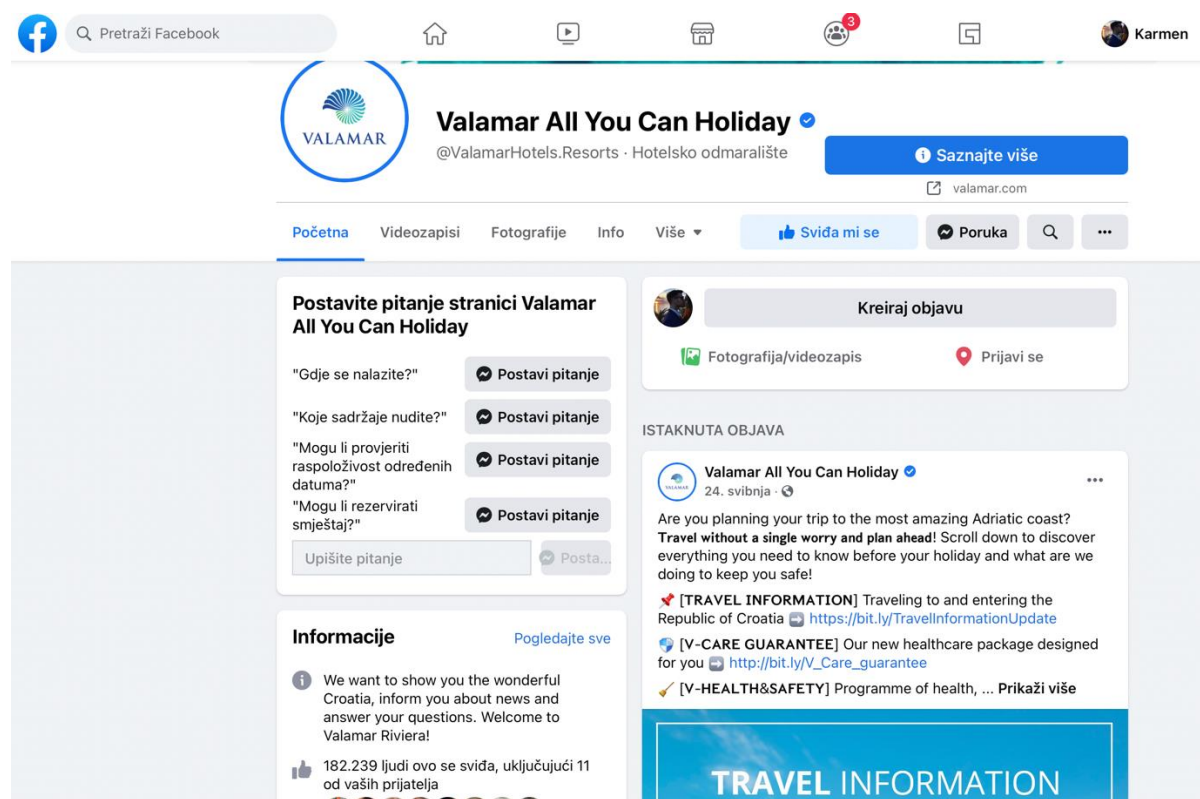 Pretraži Facebook
3
Karmen
VALAMAR
Valamar All You Can Holiday
@ValamarHotels.Resorts · Hotelsko odmaralište
Saznajte više
valamar.com
Početna
Videozapisi
Fotografije
Info
Više
Sviđa mi se
Poruka
Postavite pitanje stranici Valamar
All You Can Holiday
"Gdje se nalazite?"
Postavi pitanje
"Koje sadržaje nudite?"
Postavi pitanje
"Mogu li provjeriti
raspoloživost određenih
datuma?"
Postavi pitanje
"Mogu li rezervirati
smještaj?"
Postavi pitanje
Upišite pitanje
Posta...
Informacije
Pogledajte sve
We want to show you the wonderful
Croatia, inform you about news and
answer your questions. Welcome to
Valamar Riviera!
182.239 ljudi ovo se sviđa, uključujući 11
od vaših prijatelja
Kreiraj objavu
Fotografija/videozapis
Prijavi se
ISTAKNUTA OBJAVA
VALAMAR
Valamar All You Can Holiday
24. svibnja ·
Are you planning your trip to the most amazing Adriatic coast?
Travel without a single worry and plan ahead! Scroll down to discover
everything you need to know before your holiday and what are we
doing to keep you safe!
📌 [TRAVEL INFORMATION] Traveling to and entering the
Republic of Croatia ➡️ https://bit.ly/TravelInformationUpdate
[V-CARE GUARANTEE] Our new healthcare package designed
for you ➡️ http://bit.ly/V_Care_guarantee
🧹 [V-HEALTH&SAFETY] Programme of health, ... Prikaži više
TRAVEL INFORMATION